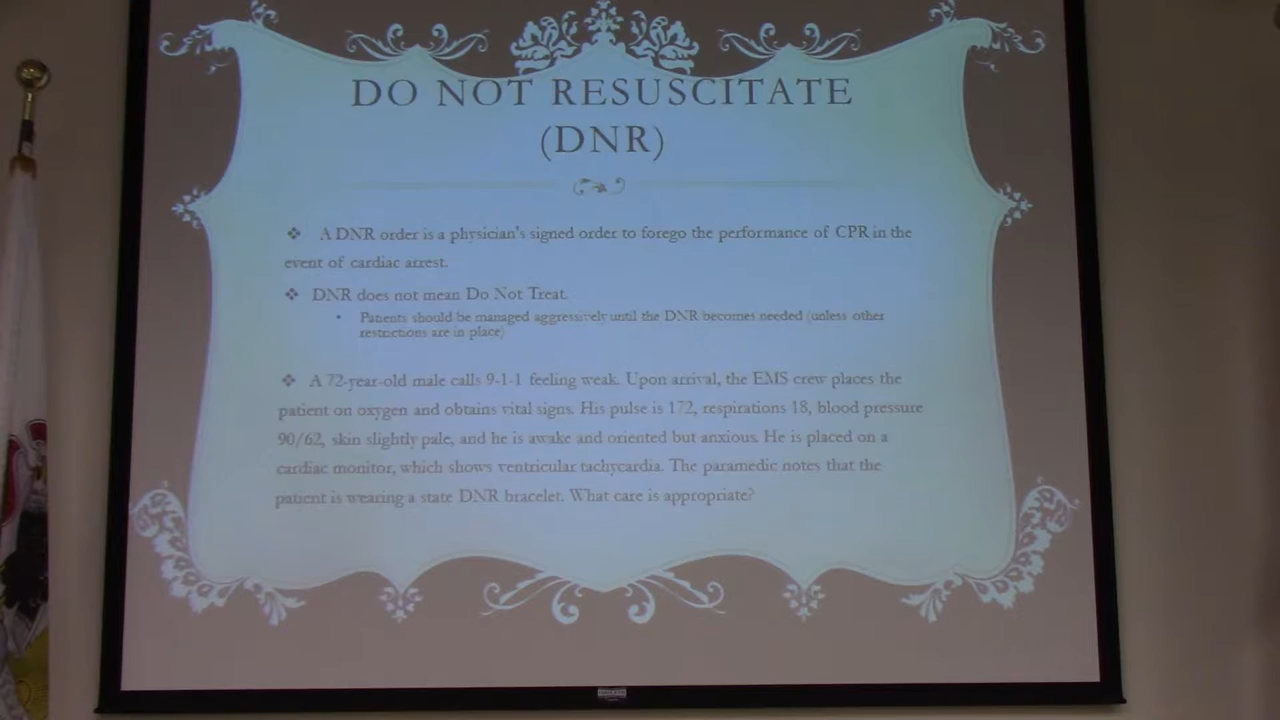 DO NOT RESUSCITATE
(DNR)
❖ A DNR order is a physician's signed order to forego the performance of CPR in the
event of cardiac arrest.
❖ DNR does not mean Do Not Treat.
• Patients should be managed aggressively until the DNR becomes needed (unless other
restrictions are in place)
❖ A 72-year-old male calls 9-1-1 feeling weak. Upon arrival, the EMS crew places the
patient on oxygen and obtains vital signs. His pulse is 172, respirations 18, blood pressure
90/62, skin slightly pale, and he is awake and oriented but anxious. He is placed on a
cardiac monitor, which shows ventricular tachycardia. The paramedic notes that the
patient is wearing a state DNR bracelet. What care is appropriate?